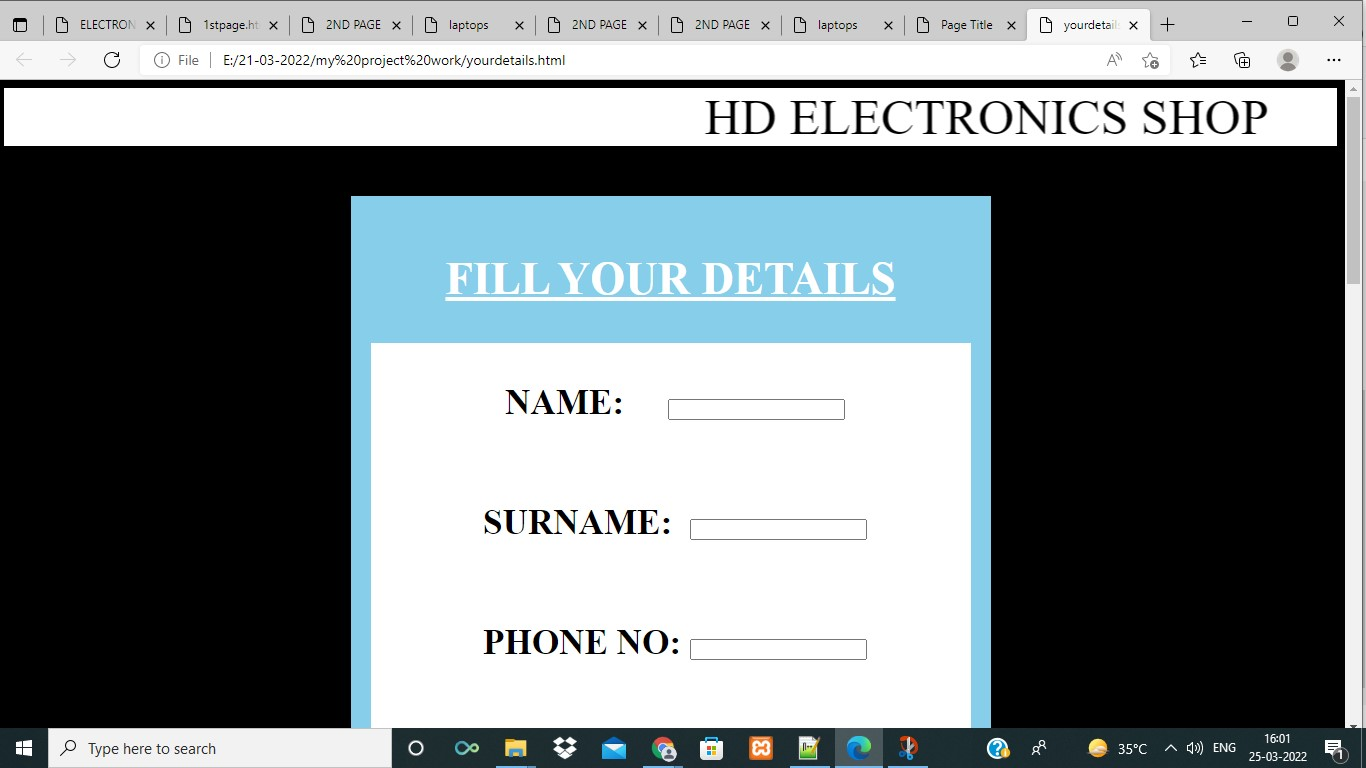 ELECTRON
1stpage.ht
2ND PAGE
laptops
2ND PAGE
2ND PAGE
laptops
Page Title
yourdetail
File
E:/21-03-2022/my%20project%20work/yourdetails.html
HD ELECTRONICS SHOP
FILL YOUR DETAILS
NAME:
SURNAME:
PHONE NO:
Type here to search
35°C
ENG
16:01
25-03-2022
1